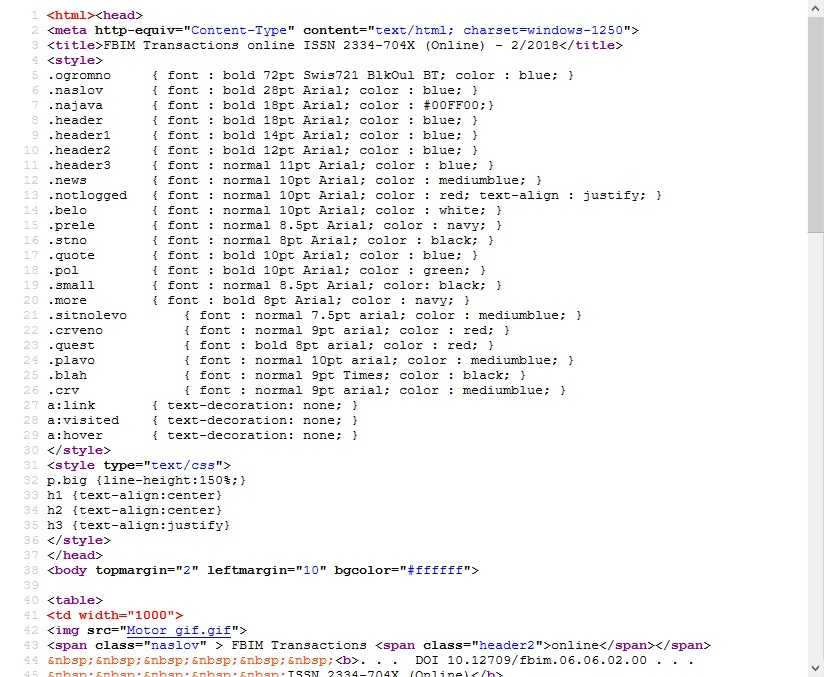 1 <html><head>
2 <meta http-equiv="Content-Type" content="text/html; charset=windows-1250">
3 <title>FBIM Transactions online ISSN 2334-704X (Online) - 2/2018</title>
4 <style>
5 .ogromno { font : bold 72pt Swis721 BlkOul BT; color : blue; }
6 .naslov { font : bold 28pt Arial; color : blue; }
7 .najava { font : bold 18pt Arial; color : #00FF00;}
8 .header { font : bold 18pt Arial; color : blue; }
9 .header1 { font : bold 14pt Arial; color : blue; }
10 .header2 { font : bold 12pt Arial; color : blue; }
11 .header3 { font : normal 11pt Arial; color : blue; }
12 .news { font : normal 10pt Arial; color : mediumblue; }
13 .notlogged { font : normal 10pt Arial; color : red; text-align : justify; }
14 .belo { font : normal 10pt Arial; color : white; }
15 .prele { font : normal 8.5pt Arial; color : navy; }
16 .stno { font : normal 8pt Arial; color : black; }
17 .quote { font : bold 10pt Arial; color : blue; }
18 .pol { font : bold 10pt Arial; color : green; }
19 .small { font : normal 8.5pt Arial; color: black; }
20 .more { font : bold 8pt Arial; color : navy; }
21 .sitnolevo { font : normal 7.5pt arial; color : mediumblue; }
22 .crveno { font : normal 9pt arial; color : red; }
23 .quest { font : bold 8pt arial; color : red; }
24 .plavo { font : normal 10pt arial; color : mediumblue; }
25 .blah { font : normal 9pt Times; color : black; }
26 .crv { font : normal 9pt arial; color : mediumblue; }
27 a:link { text-decoration: none; }
28 a:visited { text-decoration: none; }
29 a:hover { text-decoration: none; }
30 </style>
31 <style type="text/css">
32 p.big {line-height:150%;}
33 h1 {text-align:center}
34 h2 {text-align:center}
35 h3 {text-align:justify}
36 </style>
37 </head>
38 <body topmargin="2" leftmargin="10" bgcolor="#ffffff">
39
40 <table>
41 <td width="1000">
42 <img src="Motor gif.gif">
43 <span class="naslov" > FBIM Transactions <span class="header2">online</span></span>
44 &nbsp;&nbsp;&nbsp;&nbsp;&nbsp;&nbsp;<b>. . . DOI 10.12709/fbim.06.06.02.00 . . .
45 &nbsp;&nbsp;&nbsp;&nbsp;&nbsp;&nbsp;ISSN 2334-704X (Online)</b>